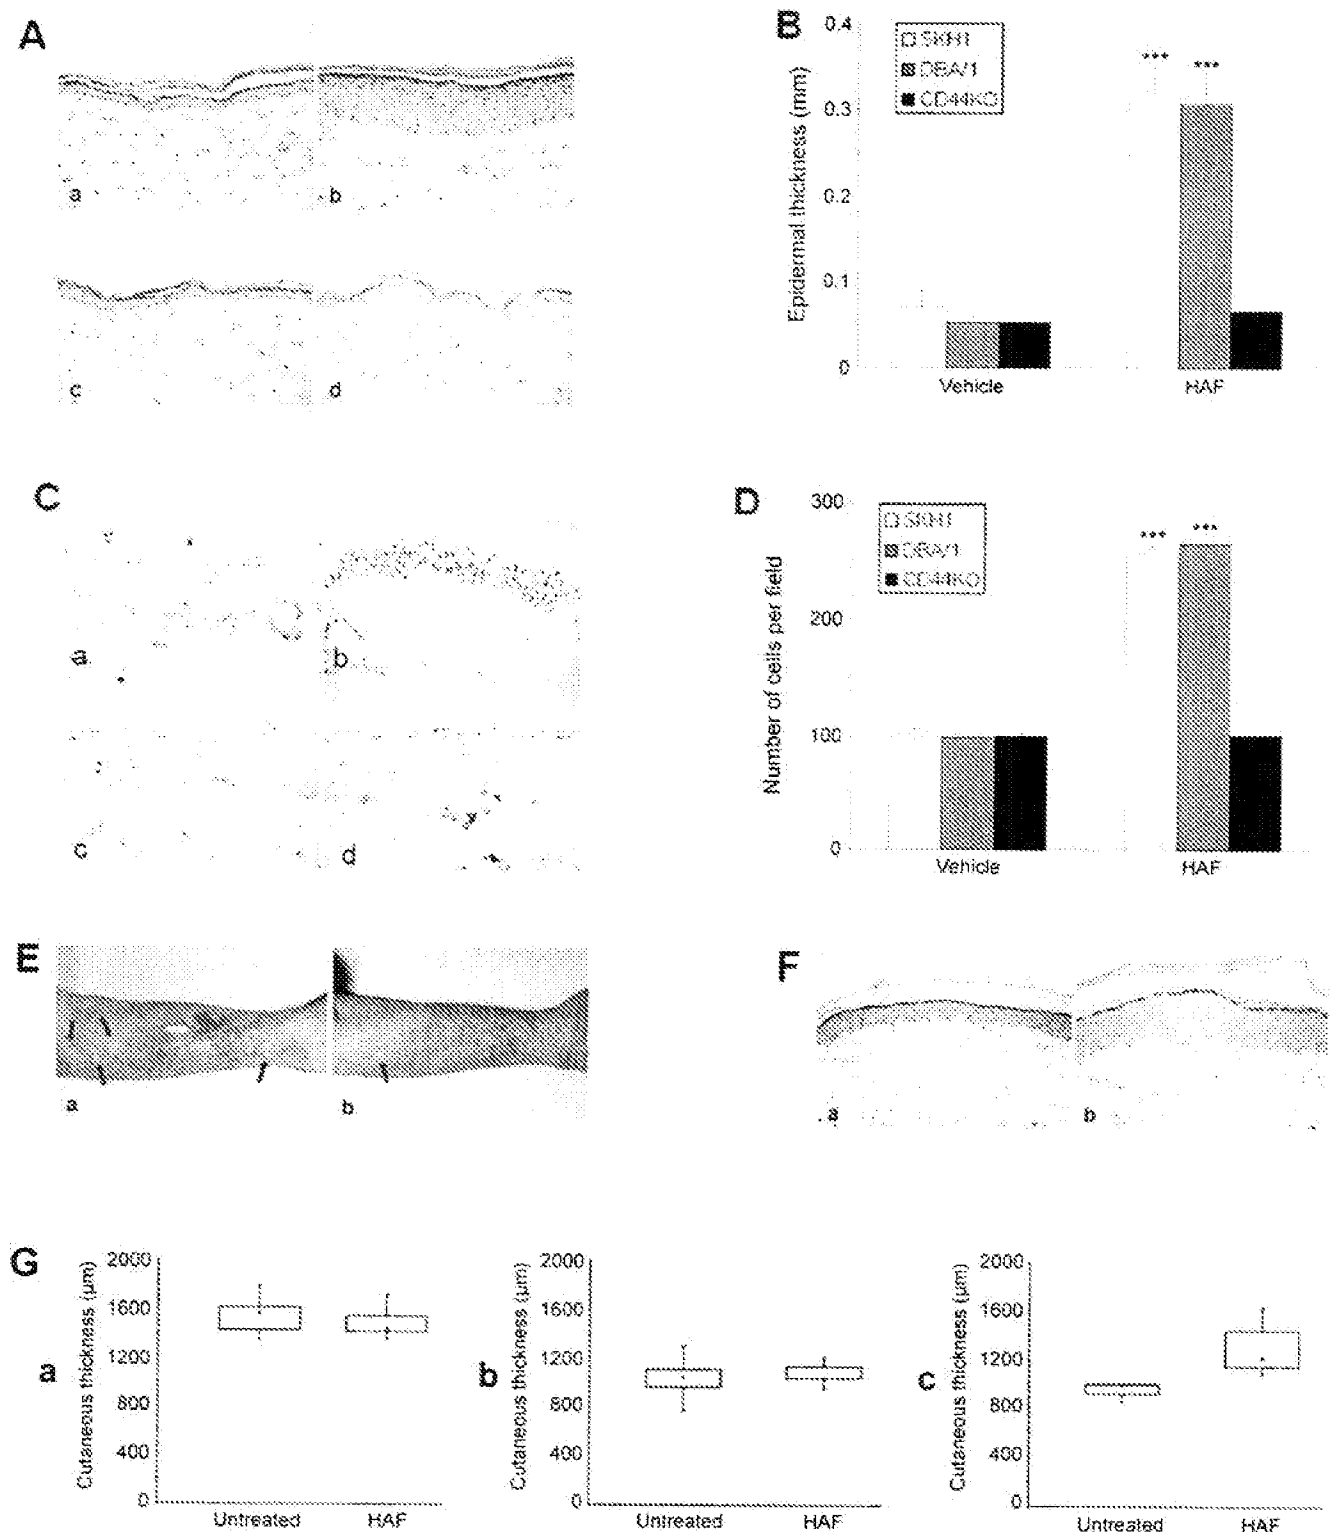 A
a
b
c
d
B
Epidermal thickness (mm)
0.4
0.3
0.2
0.1
0
SKH1
DBA/1
CD44KO
***
***
Vehicle
HAF
C
a
b
c
d
D
Number of cells per field
300
200
100
0
SKH1
DBA/1
CD44KO
***
***
Vehicle
HAF
E
a
b
F
a
b
G
a
Cutaneous thickness (µm)
2000
1600
1200
800
400
0
Untreated
HAF
b
Cutaneous thickness (µm)
2000
1600
1200
800
400
0
Untreated
HAF
c
Cutaneous thickness (µm)
2000
1600
1200
800
400
0
Untreated
HAF